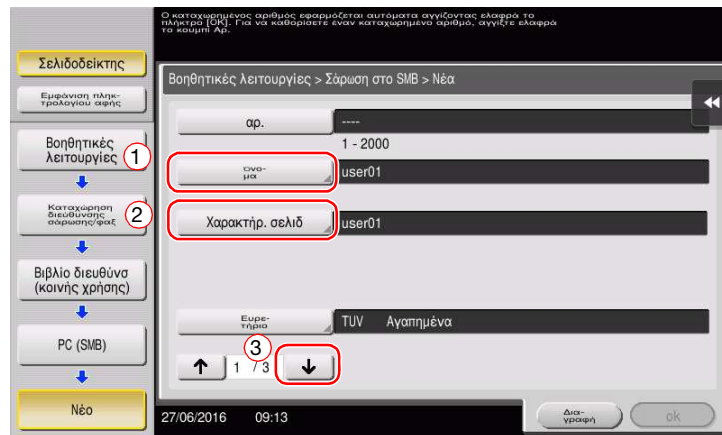 Ο καταχωρημένος αριθμός εφαρμόζεται αυτόματα αγγίζοντας ελαφρά το
πλήκτρο [OK]. Για να καθορίσετε έναν καταχωρημένο αριθμό, αγγίξτε ελαφρά
το κουμπί Αρ.
Σελιδοδείκτης
Εμφάνιση πληκ-
τρολογίου αφής
Βοηθητικές λειτουργίες > Σάρωση στο SMB > Νέα
αρ.
----
1 - 2000
Βοηθητικές
λειτουργίες
1
Όνο-
μα
user01
Καταχώρηση
διεύθυνσης
σάρωσης/φαξ
2
Χαρακτήρ. σελιδ
user01
Βιβλίο διευθύνσ
(κοινής χρήσης)
Ευρε-
τήριο
TUV Αγαπημένα
PC (SMB)
3
1 / 3
Νέο
27/06/2016 09:13
Δια-
γραφή
ok